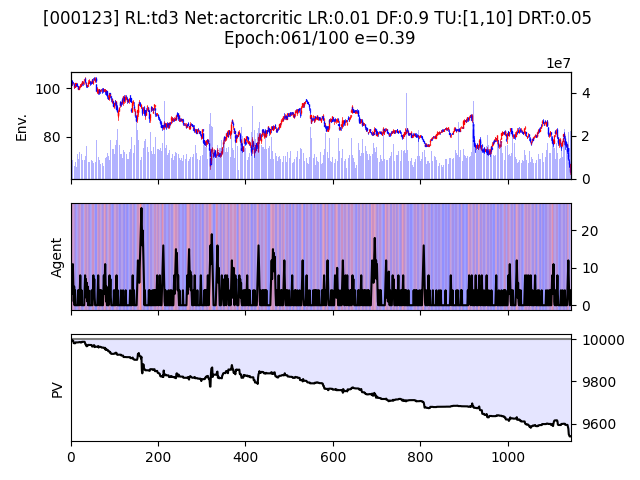 [000123] RL:td3 Net:actorcritic LR:0.01 DF:0.9 TU:[1,10] DRT:0.05
Epoch:061/100 e=0.39
1e7
100
80
Env.
4
2
0
Agent
20
10
0
PV
10000
9800
9600
0
200
400
600
800
1000